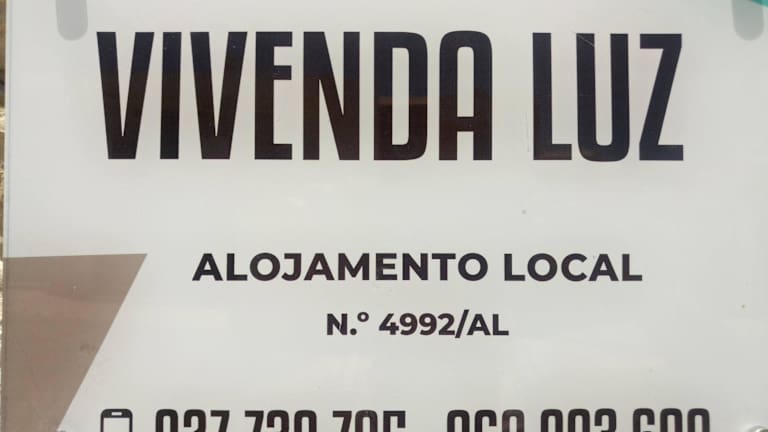 VIVENDA LUZ
ALOJAMENTO LOCAL
N.º 4992/AL